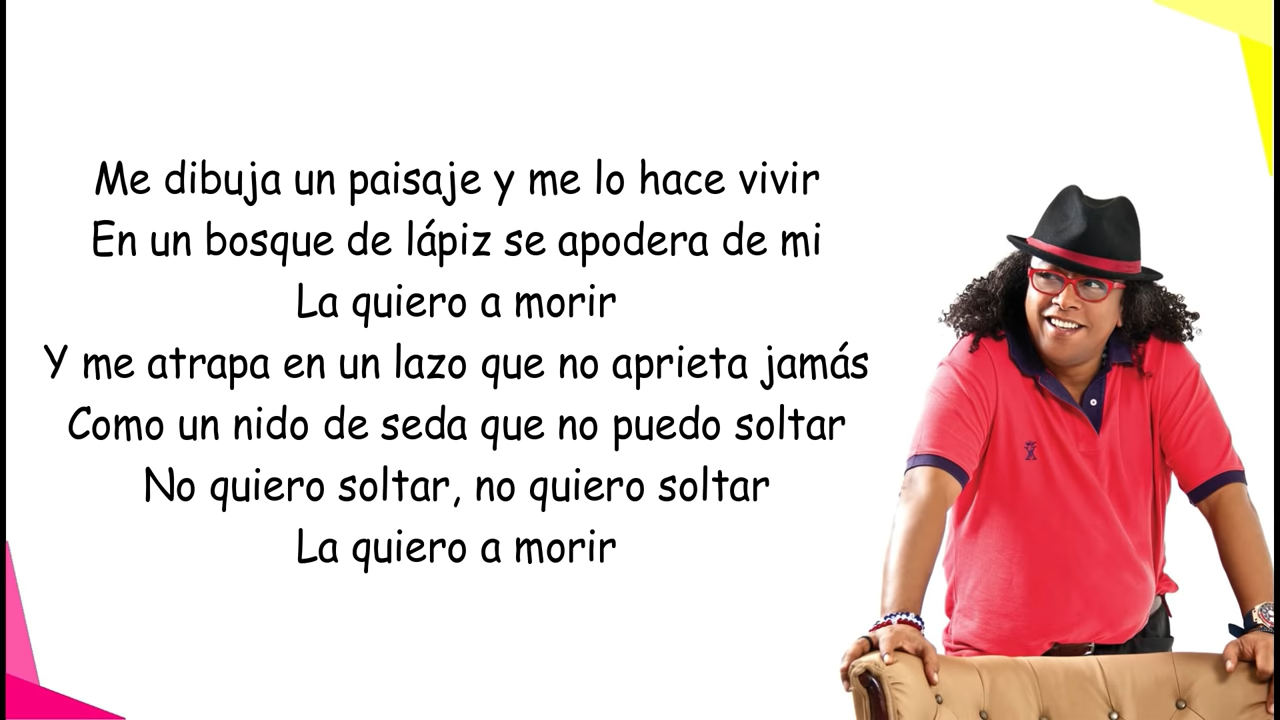 Me dibuja un paisaje y me lo hace vivir
En un bosque de lápiz se apodera de mi
La quiero a morir
Y me atrapa en un lazo que no aprieta jamás
Como un nido de seda que no puedo soltar
No quiero soltar, no quiero soltar
La quiero a morir